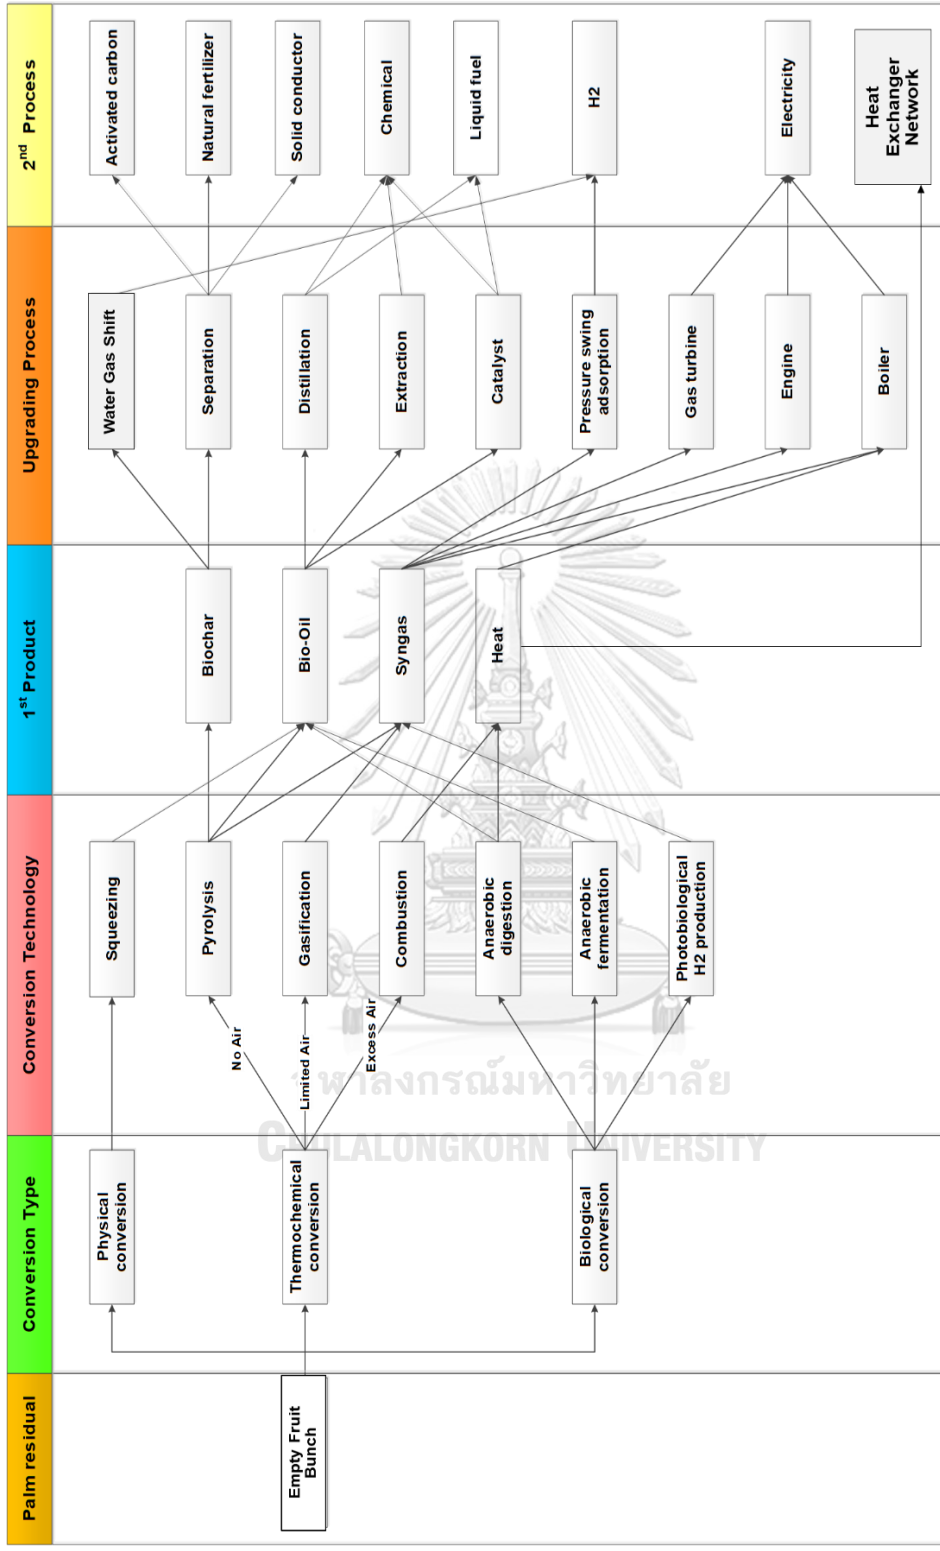 Palm residual
Conversion Type
Conversion Technology
1st Product
Upgrading Process
2nd Process
Empty Fruit
Bunch
Physical
conversion
Thermochemical
conversion
Biological
conversion
No Air
Limited Air
Excess Air
Squeezing
Pyrolysis
Gasification
Combustion
Anaerobic
digestion
Anaerobic
fermentation
Photobiological
H2 production
Biochar
Bio-Oil
Syngas
Heat
Water Gas Shift
Separation
Distillation
Extraction
Catalyst
Pressure swing
adsorption
Gas turbine
Engine
Boiler
Activated carbon
Natural fertilizer
Solid conductor
Chemical
Liquid fuel
H2
Electricity
Heat
Exchanger
Network
จุฬาลงกรณ์มหาวิทยาลัย
CHULALONGKORN UNIVERSITY